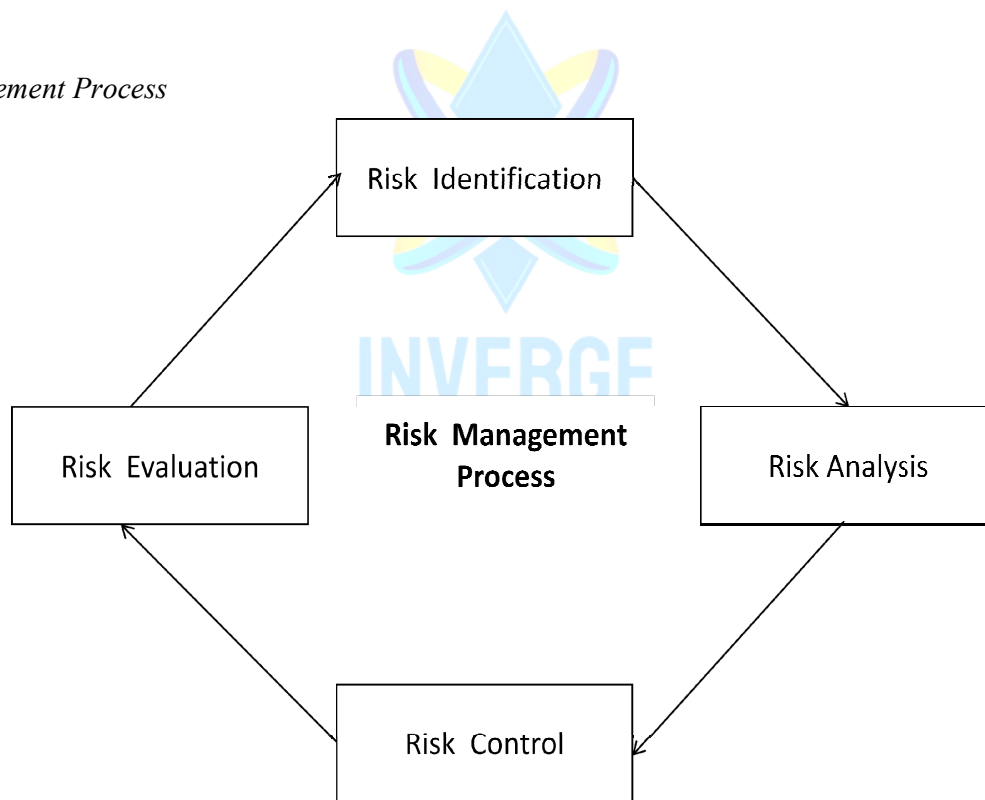 ement Process
Risk Identification
INVERGE
Risk Management
Process
Risk Evaluation
Risk Analysis
Risk Control